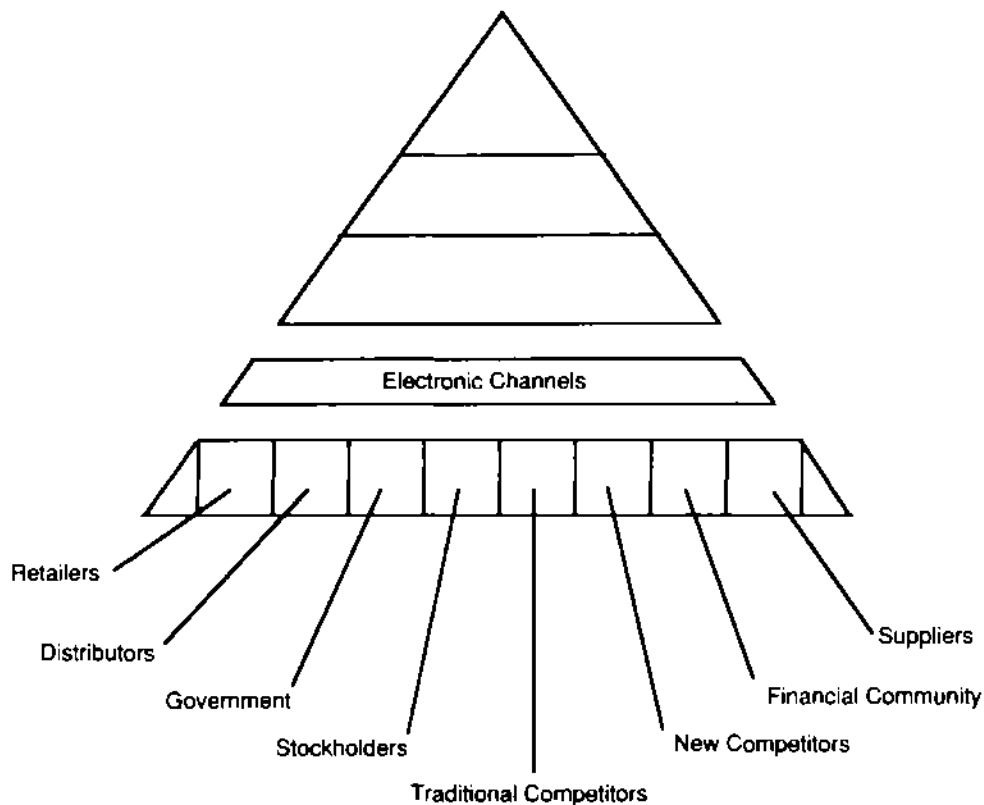 Electronic Channels
Retailers
Distributors
Government
Stockholders
Traditional Competitors
New Competitors
Financial Community
Suppliers